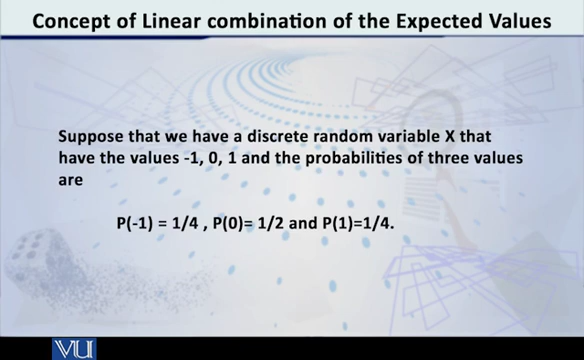 Concept of Linear combination of the Expected Values
Suppose that we have a discrete random variable X that
have the values -1, 0, 1 and the probabilities of three values
are
P(-1) = 1/4 , P(0)= 1/2 and P(1)=1/4.
VU